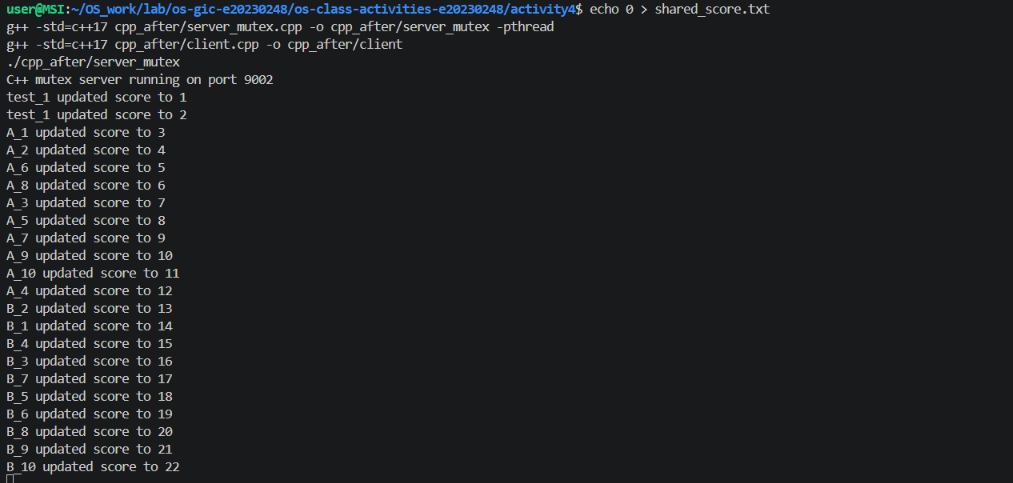 user@MSI:~/OS_work/lab/os-gic-e20230248/os-class-activities-e20230248/activity4$ echo 0 > shared_score.txt
g++ -std=c++17 cpp_after/server_mutex.cpp -o cpp_after/server_mutex -pthread
g++ -std=c++17 cpp_after/client.cpp -o cpp_after/client
./cpp_after/server_mutex
C++ mutex server running on port 9002
test_1 updated score to 1
test_1 updated score to 2
A_1 updated score to 3
A_2 updated score to 4
A_6 updated score to 5
A_8 updated score to 6
A_3 updated score to 7
A_5 updated score to 8
A_7 updated score to 9
A_9 updated score to 10
A_10 updated score to 11
A_4 updated score to 12
B_2 updated score to 13
B_1 updated score to 14
B_4 updated score to 15
B_3 updated score to 16
B_7 updated score to 17
B_5 updated score to 18
B_6 updated score to 19
B_8 updated score to 20
B_9 updated score to 21
B_10 updated score to 22